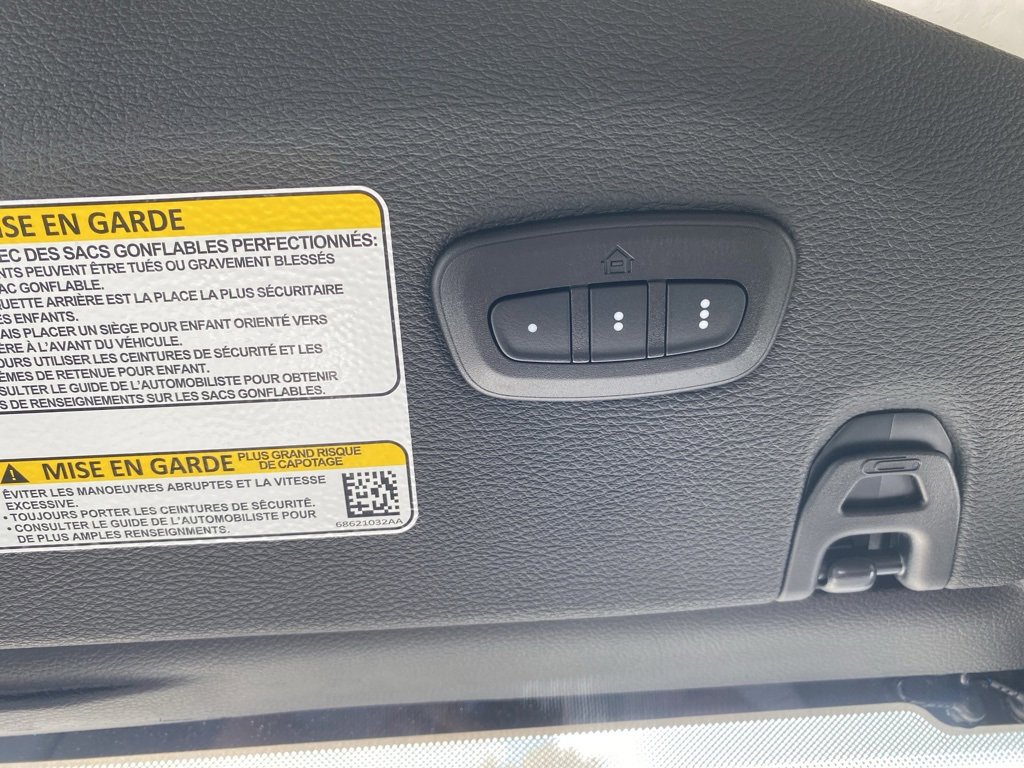 ISE EN GARDE
EC DES SACS GONFLABLES PERFECTIONNÉS:
NTS PEUVENT ÊTRE TUÉS OU GRAVEMENT BLESSÉS
AC GONFLABLE.
QUETTE ARRIÈRE EST LA PLACE LA PLUS SÉCURITAIRE
ES ENFANTS.
AIS PLACER UN SIÈGE POUR ENFANT ORIENTÉ VERS
ÈRE À L'AVANT DU VÉHICULE.
OURS UTILISER LES CEINTURES DE SÉCURITÉ ET LES
ÈMES DE RETENUE POUR ENFANT.
SULTER LE GUIDE DE L'AUTOMOBILISTE POUR OBTENIR
S DE RENSEIGNEMENTS SUR LES SACS GONFLABLES.
MISE EN GARDE PLUS GRAND RISQUE
DE CAPOTAGE
ÉVITER LES MANOEUVRES ABRUPTES ET LA VITESSE
EXCESSIVE.
• TOUJOURS PORTER LES CEINTURES DE SÉCURITÉ.
• CONSULTER LE GUIDE DE L'AUTOMOBILISTE POUR
DE PLUS AMPLES RENSEIGNMENTS.
68621032AA